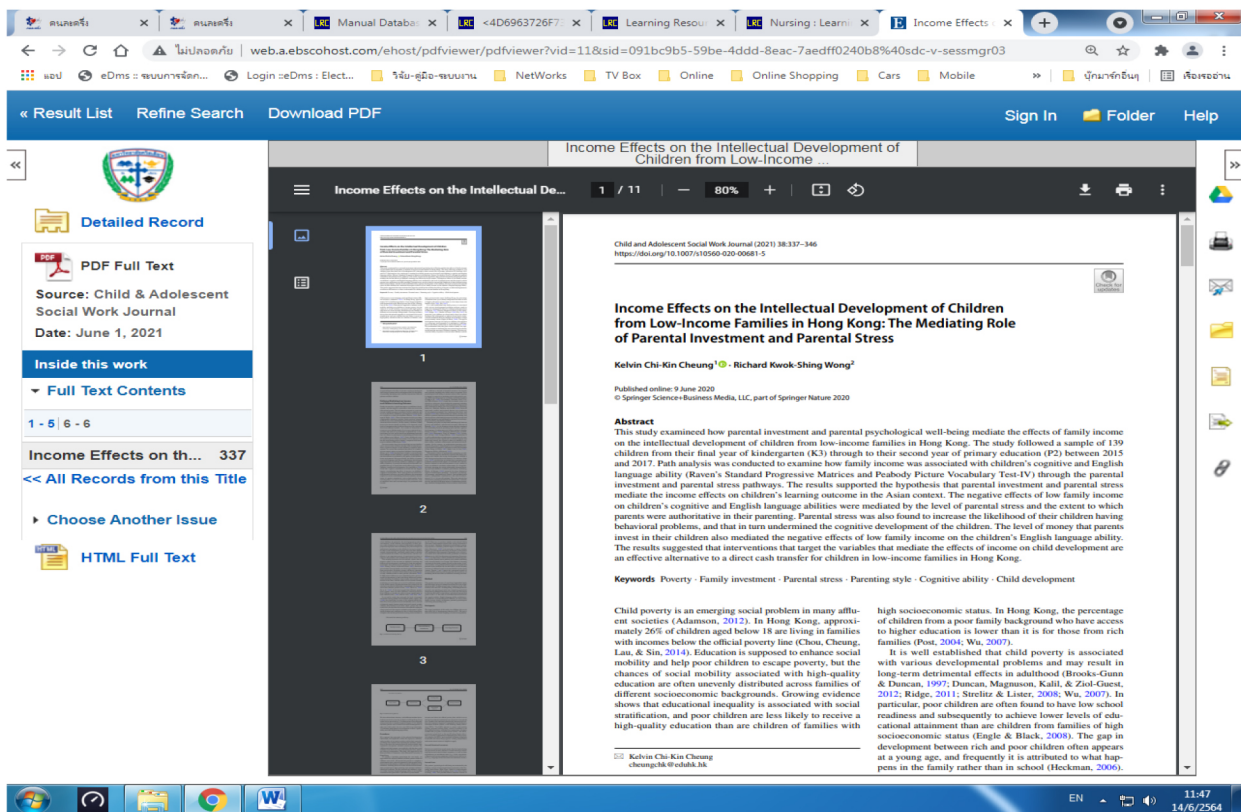 คนละครึ่ง
คนละครึ่ง
Manual Databas
<4D6963726F73
Learning Resou
Nursing : Learni
Income Effects
ไม่ปลอดภัย
web.a.ebscohost.com/ehost/pdfviewer/pdfviewer?vid=11&sid=091bc9b5-59be-4ddd-8eac-7aedff0240b8%40sdc-v-sessmgr03
แอป
eDms :: ระบบการจัดก...
Login ::eDms : Elect...
วิจัย-คู่มือ-ระบบงาน
NetWorks
TV Box
Online
Online Shopping
Cars
Mobile
»
บุ๊กมาร์กอื่นๆ
เรื่องรออ่าน
« Result List
Refine Search
Download PDF
Sign In
Folder
Help
«
Income Effects on the Intellectual Development of
Children from Low-Income ...
»
Income Effects on the Intellectual De...
1 / 11
80%
Detailed Record
PDF
PDF Full Text
Source: Child & Adolescent
Social Work Journal
Date: June 1, 2021
Inside this work
Full Text Contents
1 - 5| 6 - 6
Income Effects on th... 337
<< All Records from this Title
Choose Another Issue
HTML
HTML Full Text
1
2
3
Child and Adolescent Social Work Journal (2021) 38:337–346
https://doi.org/10.1007/s10560-020-00681-5
Check for
updates
Income Effects on the Intellectual Development of Children
from Low-Income Families in Hong Kong: The Mediating Role
of Parental Investment and Parental Stress
Kelvin Chi-Kin Cheung1 · Richard Kwok-Shing Wong2
Published online: 9 June 2020
© Springer Science+Business Media, LLC, part of Springer Nature 2020
Abstract
This study examined how parental investment and parental psychological well-being mediate the effects of family income
on the intellectual development of children from low-income families in Hong Kong. The study followed a sample of 139
children from their final year of kindergarten (K3) through to their second year of primary education (P2) between 2015
and 2017. Path analysis was conducted to examine how family income was associated with children's cognitive and English
language ability (Raven's Standard Progressive Matrices and Peabody Picture Vocabulary Test-IV) through the parental
investment and parental stress pathways. The results supported the hypothesis that parental investment and parental stress
mediate the income effects on children's learning outcome in the Asian context. The negative effects of low family income
on children's cognitive and English language abilities were mediated by the level of parental stress and the extent to which
parents were authoritative in their parenting. Parental stress was also found to increase the likelihood of their children having
behavioral problems, and that in turn undermined the cognitive development of the children. The level of money that parents
invest in their children also mediated the negative effects of low family income on the children's English language ability.
The results suggested that interventions that target the variables that mediate the effects of income on child development are
an effective alternative to a direct cash transfer for children in low-income families in Hong Kong.
Keywords Poverty · Family investment · Parental stress · Parenting style · Cognitive ability · Child development
Child poverty is an emerging social problem in many afflu-
ent societies (Adamson, 2012). In Hong Kong, approxi-
mately 26% of children aged below 18 are living in families
with incomes below the official poverty line (Chou, Cheung,
Lau, & Sin, 2014). Education is supposed to enhance social
mobility and help poor children to escape poverty, but the
chances of social mobility associated with high-quality
education are often unevenly distributed across families of
different socioeconomic backgrounds. Growing evidence
shows that educational inequality is associated with social
stratification, and poor children are less likely to receive a
high-quality education than are children of families with
Kelvin Chi-Kin Cheung
cheungchk@eduhk.hk
high socioeconomic status. In Hong Kong, the percentage
of children from a poor family background who have access
to higher education is lower than it is for those from rich
families (Post, 2004; Wu, 2007).
It is well established that child poverty is associated
with various developmental problems and may result in
long-term detrimental effects in adulthood (Brooks-Gunn
& Duncan, 1997; Duncan, Magnuson, Kalil, & Ziol-Guest,
2012; Ridge, 2011; Strelitz & Lister, 2008; Wu, 2007). In
particular, poor children are often found to have low school
readiness and subsequently to achieve lower levels of edu-
cational attainment than are children from families of high
socioeconomic status (Engle & Black, 2008). The gap in
development between rich and poor children often appears
at a young age, and frequently it is attributed to what hap-
pens in the family rather than in school (Heckman, 2006).
EN
11:47
14/6/2564